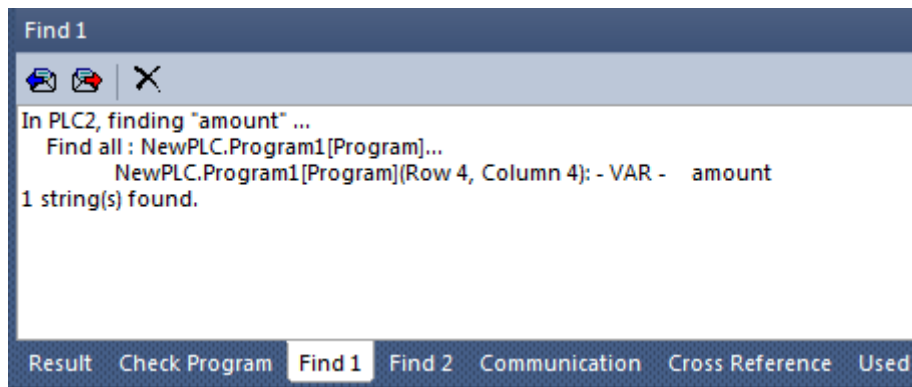 Find 1
In PLC2, finding "amount" ...
Find all : NewPLC.Program1[Program]...
NewPLC.Program1[Program](Row 4, Column 4): - VAR -    amount
1 string(s) found.
Result Check Program Find 1 Find 2 Communication Cross Reference Used